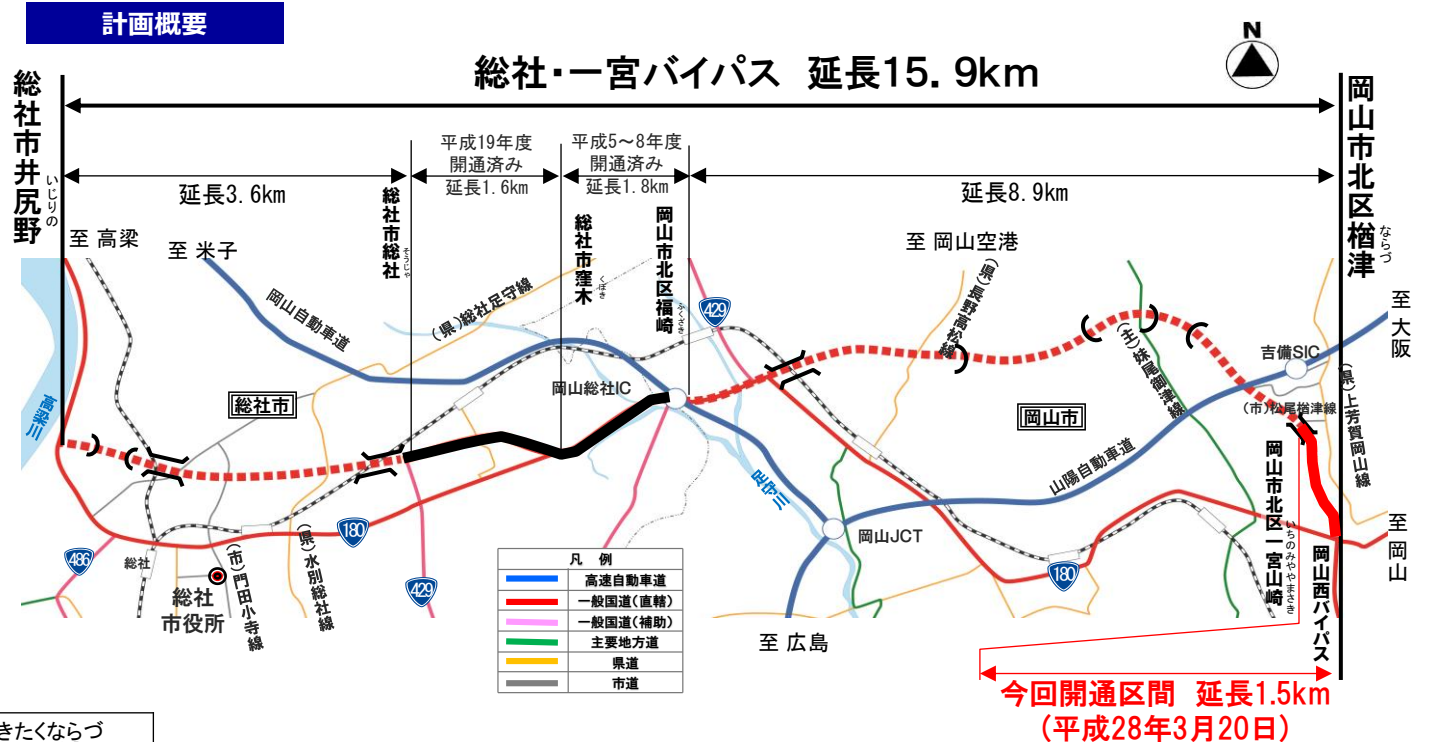 計画概要
N
総社・一宮バイパス 延長15.9km
総社市井尻野
いじりの
岡山市北区楢津
ならづ
平成19年度
開通済み
延長1.6km
平成5~8年度
開通済み
延長1.8km
延長3.6km
延長8.9km
総社市総社
そうじゃ
総社市窪木
くぼき
岡山市北区福崎
ふくざき
至 高梁
至 米子
至 岡山空港
至 大阪
岡山自動車道
(県)総社足守線
429
(県)長野高松線
(主)妹尾御津線
吉備SIC
(県)上芳賀岡山線
岡山総社IC
(市)松尾楢津線
高梁川
総社市
岡山市
山陽自動車道
足守川
岡山市北区一宮山崎
いちのみややまさき
岡山西バイパス
至 岡山
486
総社
総社
市役所
(市)門田小寺線
(県)水別総社線
180
429
岡山JCT
180
至 広島
凡 例
高速自動車道
一般国道(直轄)
一般国道(補助)
主要地方道
県道
市道
今回開通区間 延長1.5km
(平成28年3月20日)
きたくならづ